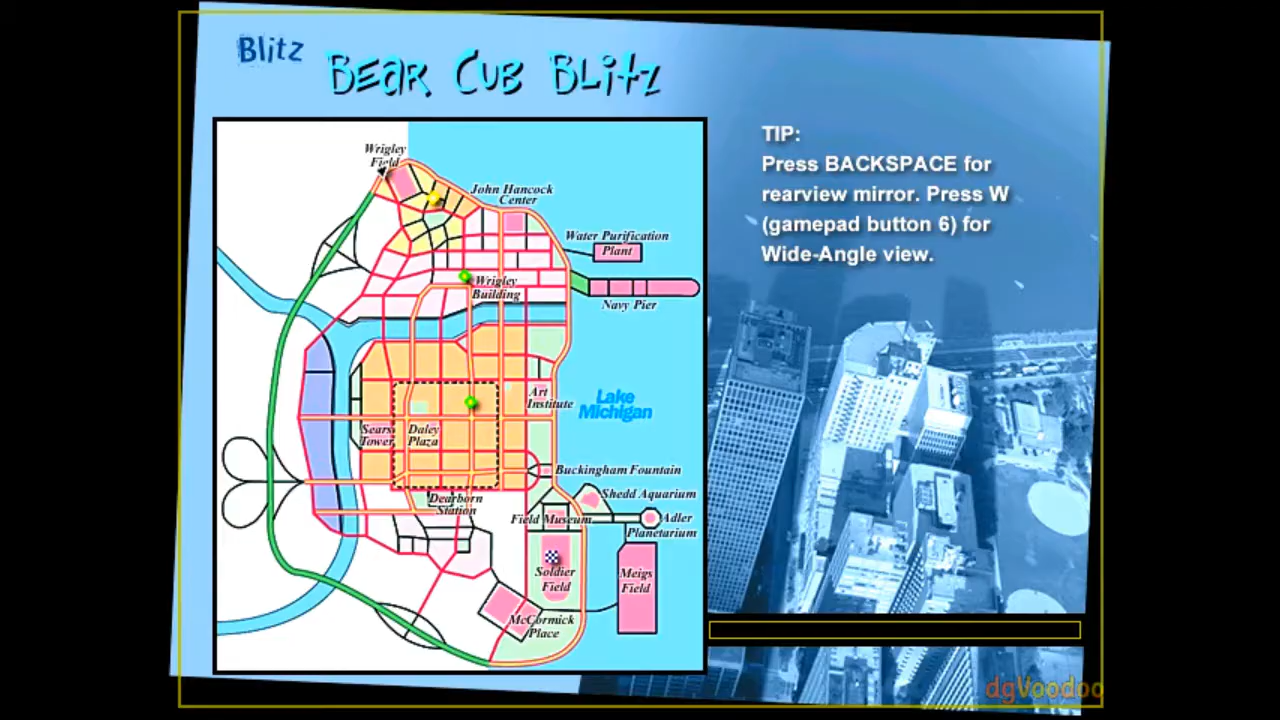 Blitz
Bear Cub Blitz
TIP:
Press BACKSPACE for
rearview mirror. Press W
(gamepad button 6) for
Wide-Angle view.
Wrigley
Field
John Hancock
Center
Water Purification
Plant
Wrigley
Building
Navy Pier
Art
Institute
Lake
Michigan
Sears
Tower
Daley
Plaza
Buckingham Fountain
Dearborn
Station
Shedd Aquarium
Field Museum
Adler
Planetarium
Soldier
Field
Meigs
Field
McCormick
Place
dgVoodoo